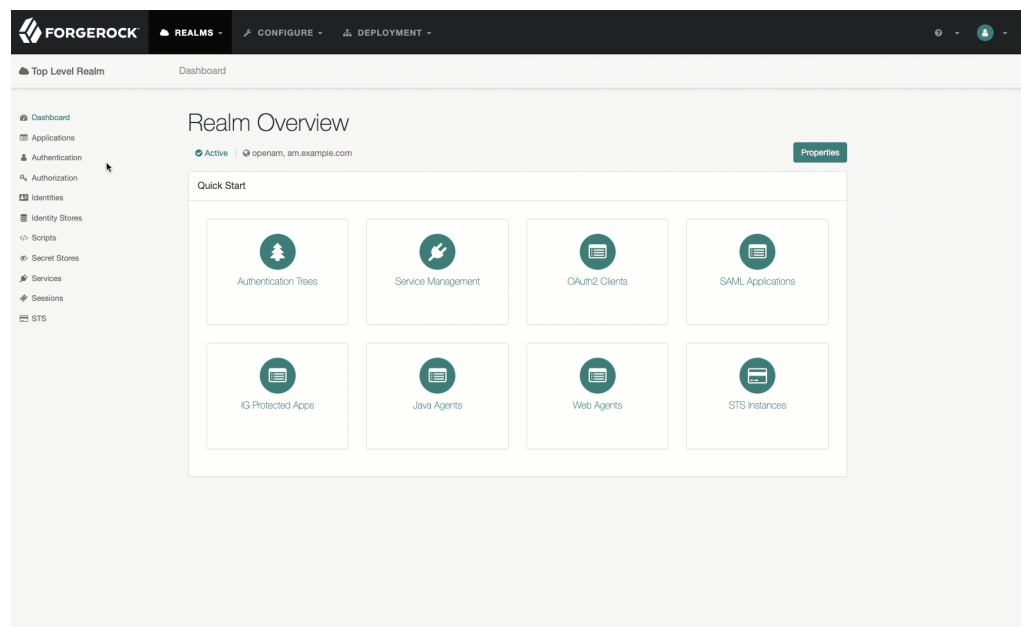 FORGEROCK
REALMS
CONFIGURE
DEPLOYMENT
Top Level Realm
Dashboard
Dashboard
Applications
Authentication
Authorization
Identities
Identity Stores
Scripts
Secret Stores
Services
Sessions
STS
Realm Overview
Active openam, am.example.com
Properties
Quick Start
Authentication Trees
Service Management
OAuth2 Clients
SAML Applications
IG Protected Apps
Java Agents
Web Agents
STS Instances